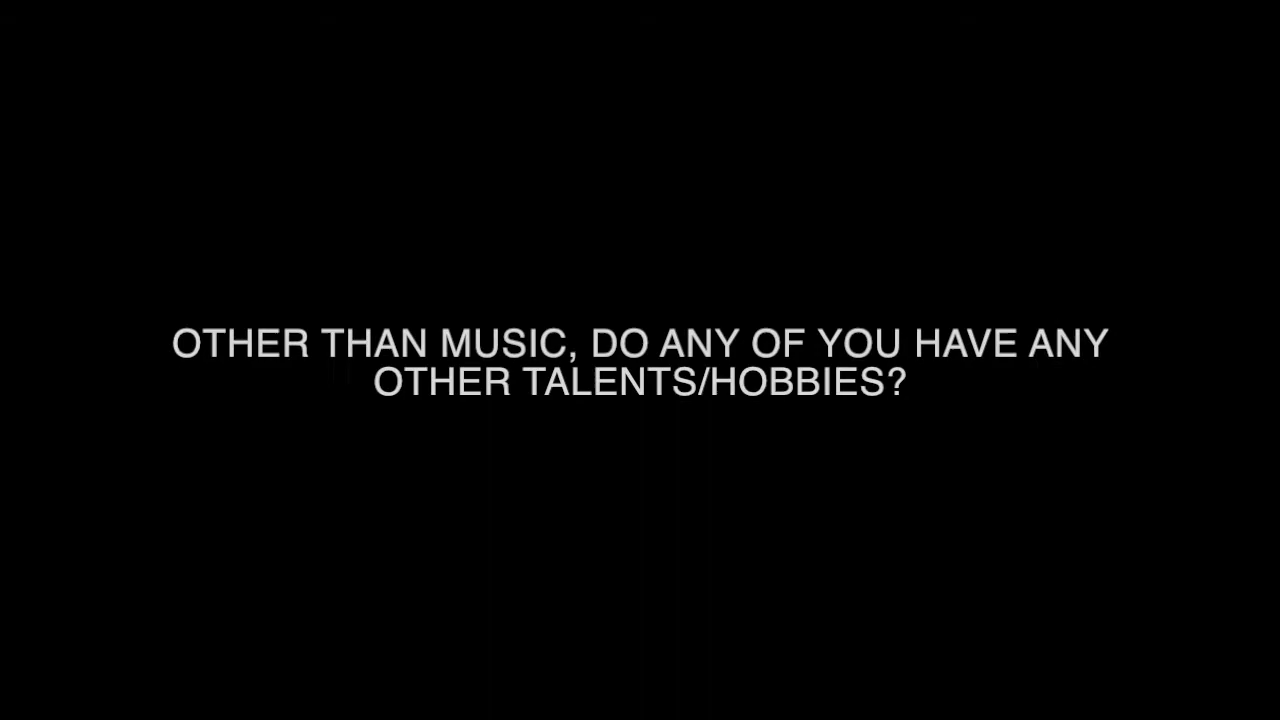 OTHER THAN MUSIC, DO ANY OF YOU HAVE ANY
OTHER TALENTS/HOBBIES?